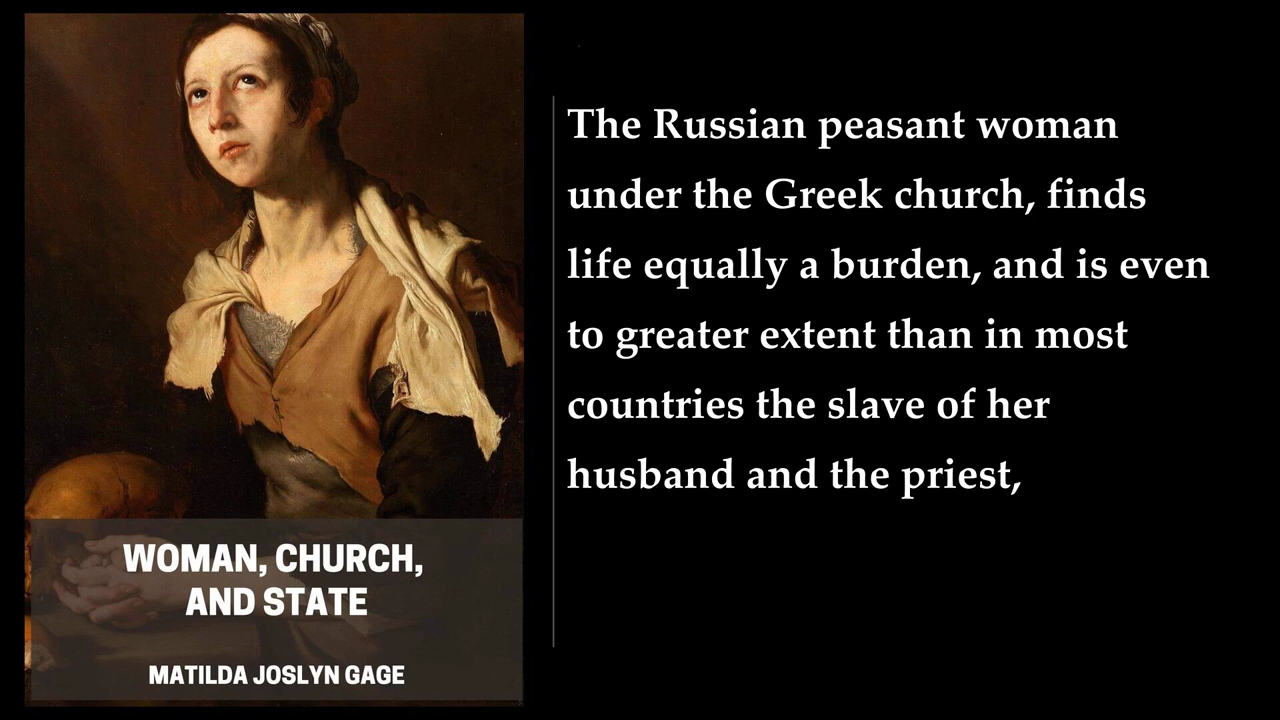 WOMAN, CHURCH,
AND STATE
MATILDA JOSLYN GAGE
The Russian peasant woman
under the Greek church, finds
life equally a burden, and is even
to greater extent than in most
countries the slave of her
husband and the priest,